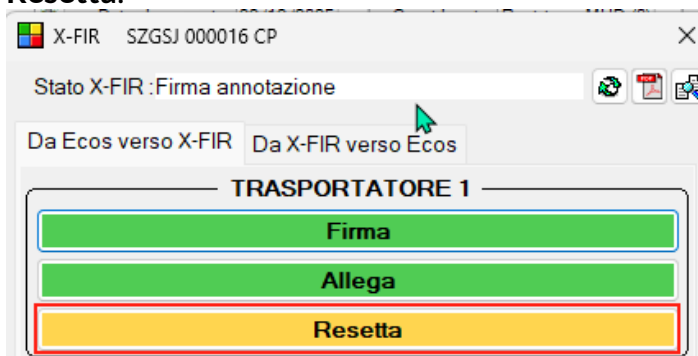 Resetta.
X-FIR SZGSJ 000016 CP
Stato X-FIR : Firma annotazione
Da Ecos verso X-FIR Da X-FIR verso Ecos
TRASPORTATORE 1
Firma
Allega
Resetta